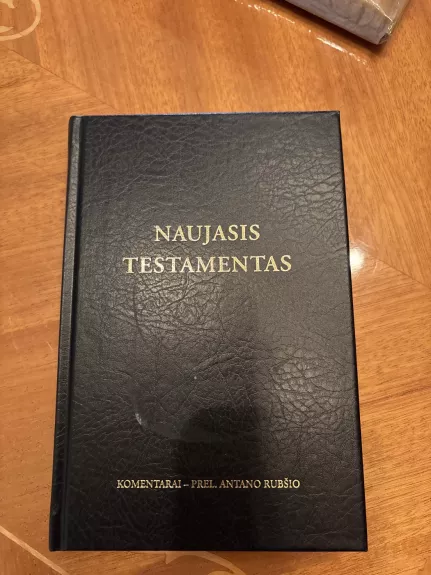 NAUJASIS
TESTAMENTAS
KOMENTARAI – PREL. ANTANO RUBŠIO